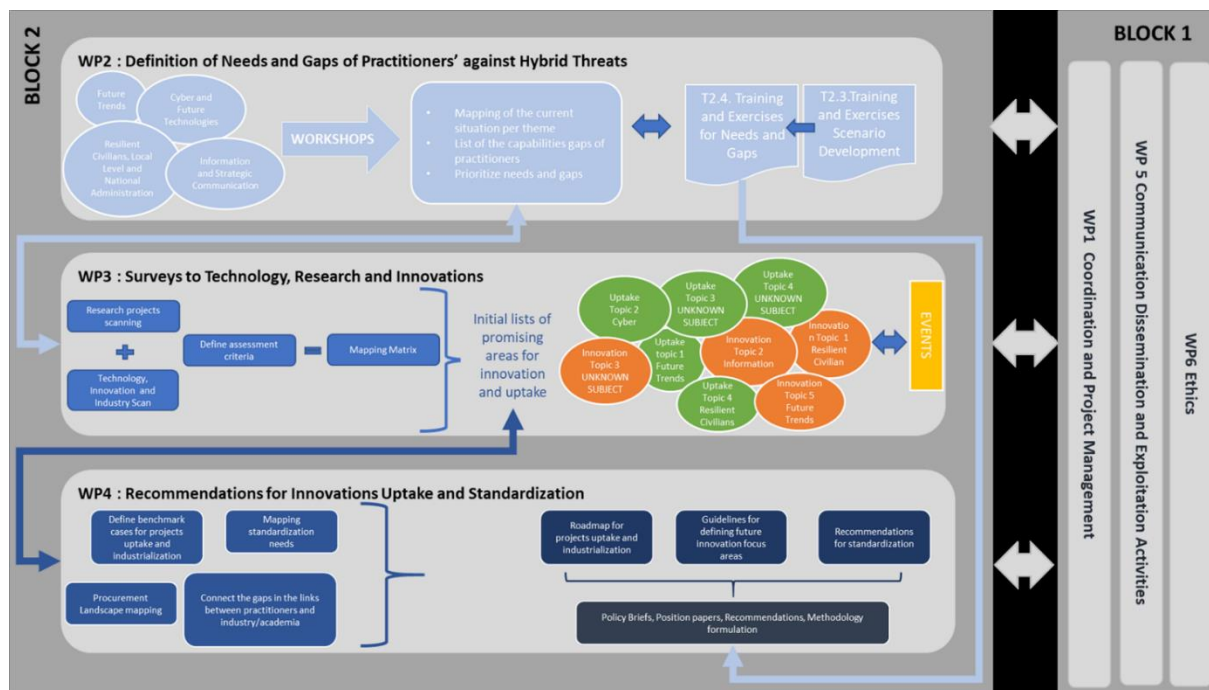 BLOCK 2
WP2 : Definition of Needs and Gaps of Practitioners' against Hybrid Threats
Future
Trends
Cyber and
Future
Technologies
Resilient
Civilians, Local
Level and
National
Administration
Information
and Strategic
Communication
WORKSHOPS
• Mapping of the current
situation per theme
• List of the capabilities gaps of
practitioners
• Prioritize needs and gaps
T2.4. Training
and Exercises
for Needs and
Gaps
T2.3.Training
and Exercises
Scenario
Development
WP3 : Surveys to Technology, Research and Innovations
Research projects
scanning
Technology,
Innovation and
Industry Scan
Define assessment
criteria
Mapping Matrix
Initial lists of
promising
areas for
innovation
and uptake
Uptake
Topic 2
Cyber
Uptake
Topic 3
UNKNOWN
SUBJECT
Uptake
Topic 4
UNKNOWN
SUBJECT
Innovation
Topic 3
UNKNOWN
SUBJECT
Uptake
topic 1
Future
Trends
Innovation
Topic 2
Information
Innovatio
n Topic 1
Resilient
Civilian
Uptake
Topic 4
Resilient
Civilians
Innovation
Topic 5
Future
Trends
EVENTS
WP4 : Recommendations for Innovations Uptake and Standardization
Define benchmark
cases for projects
uptake and
industrialization
Mapping
standardization
needs
Procurement
Landscape mapping
Connect the gaps in the links
between practitioners and
industry/academia
Roadmap for
projects uptake and
industrialization
Guidelines for
defining future
innovation focus
areas
Recommendations
for standardization
Policy Briefs, Position papers, Recommendations, Methodology
formulation
BLOCK 1
WP1 Coordination and Project Management
WP 5 Communication Dissemination and Exploitation Activities
WP6 Ethics